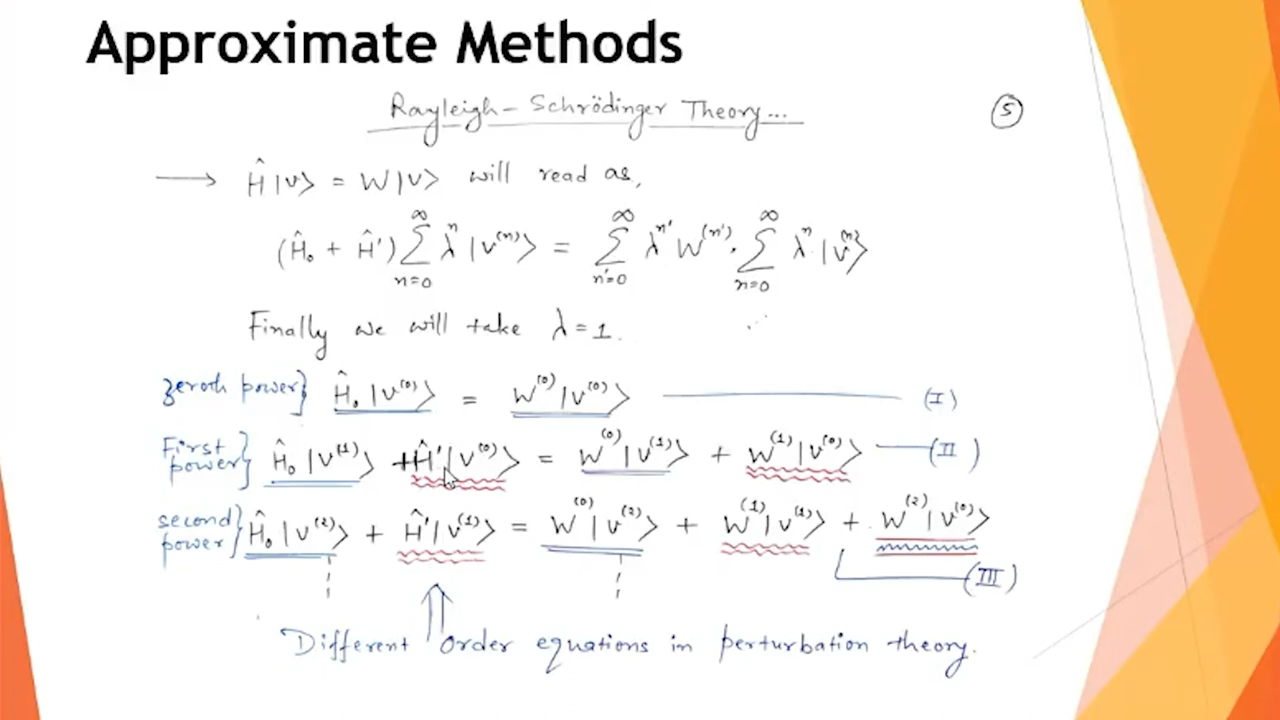 Approximate Methods
Rayleigh-Schrödinger Theory...
(5)
⟶ Ĥ|v⟩ = W|v⟩ will read as,
(Ĥ₀ + Ĥ') ∑_{n=0}^{∞} λⁿ |v⁽ⁿ⁾⟩ = ∑_{n'=0}^{∞} λ^{n'} W^{(n')} · ∑_{n=0}^{∞} λⁿ |v⁽ⁿ⁾⟩
Finally we will take λ = 1.
zeroth power} Ĥ₀ |v⁽⁰⁾⟩ = W⁽⁰⁾ |v⁽⁰⁾⟩ —— (I)
First power} Ĥ₀ |v⁽¹⁾⟩ + Ĥ' |v⁽⁰⁾⟩ = W⁽⁰⁾ |v⁽¹⁾⟩ + W⁽¹⁾ |v⁽⁰⁾⟩ —— (II)
second power} Ĥ₀ |v⁽²⁾⟩ + Ĥ' |v⁽¹⁾⟩ = W⁽⁰⁾ |v⁽²⁾⟩ + W⁽¹⁾ |v⁽¹⁾⟩ + W⁽²⁾ |v⁽⁰⁾⟩
(III)
Different Order equations in perturbation theory.